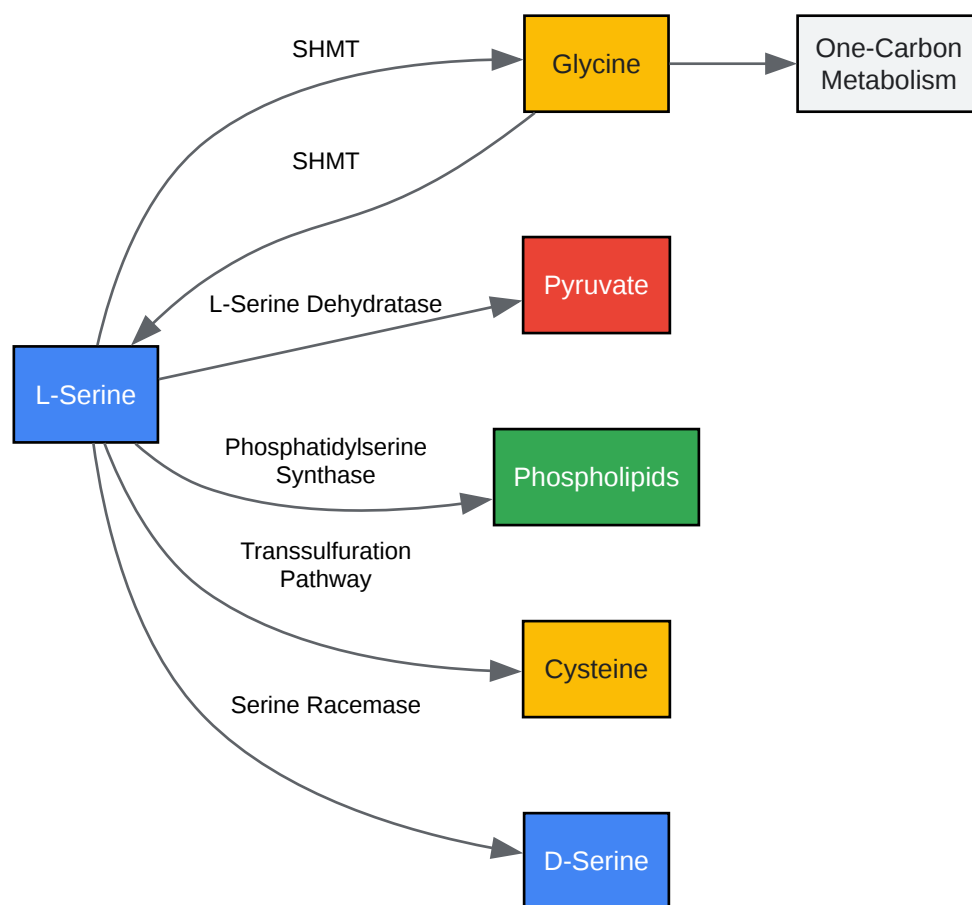 SHMT
Glycine
One-Carbon
Metabolism
SHMT
Pyruvate
L-Serine Dehydratase
L-Serine
Phosphatidylserine
Synthase
Phospholipids
Transsulfuration
Pathway
Cysteine
Serine Racemase
D-Serine